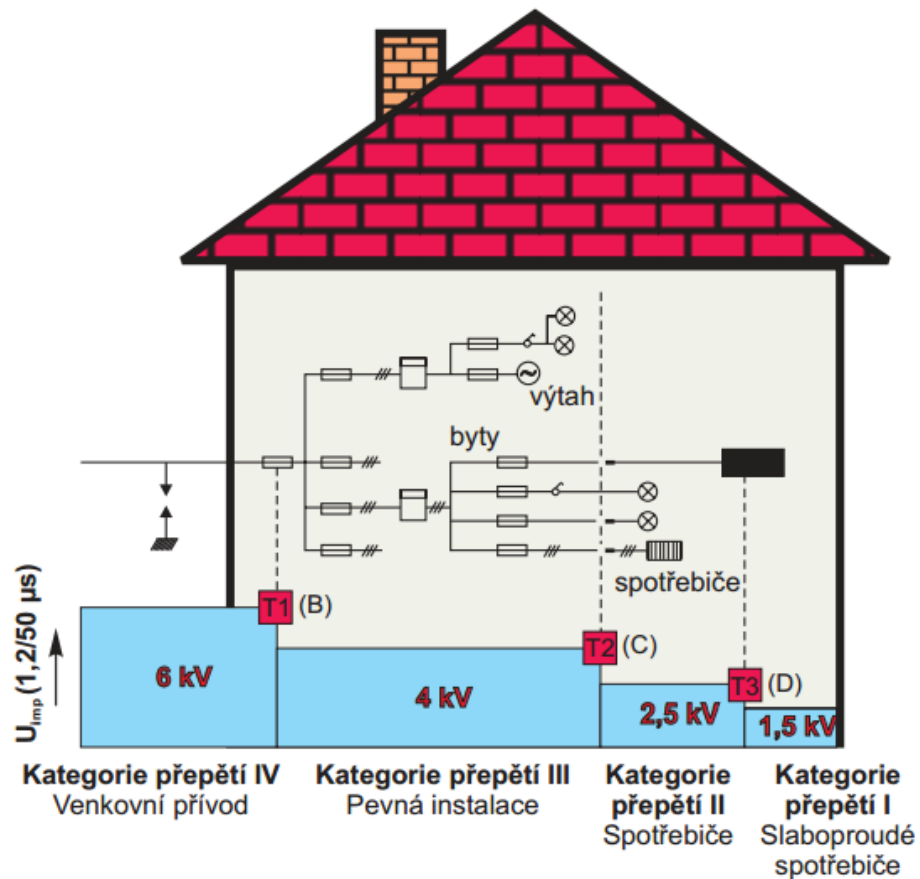 výtah
byty
spotřebiče
T1 (B)
T2 (C)
T3 (D)
Uimp (1,2/50 µs)
6 kV
4 kV
2,5 kV
1,5 kV
Kategorie přepětí IV
Venkovní přívod
Kategorie přepětí III
Pevná instalace
Kategorie
přepětí II
Spotřebiče
Kategorie
přepětí I
Slaboproudé
spotřebiče